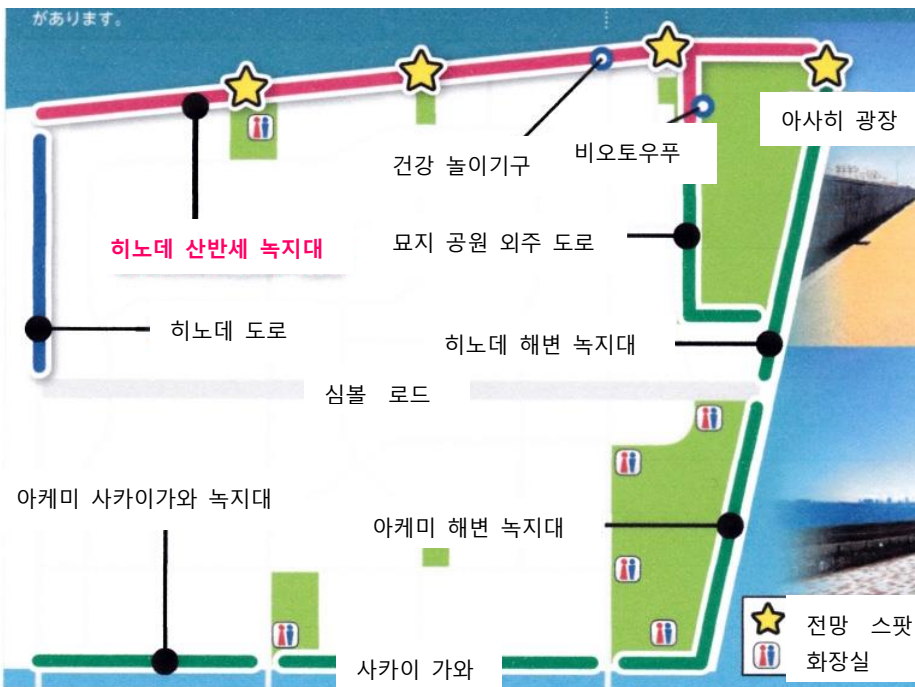 があります。
아사히 광장
건강 놀이기구
비오토우푸
히노데 산반세 녹지대
묘지 공원 외주 도로
히노데 도로
히노데 해변 녹지대
심볼 로드
아케미 사카이가와 녹지대
아케미 해변 녹지대
사카이 가와
전망 스팟
화장실